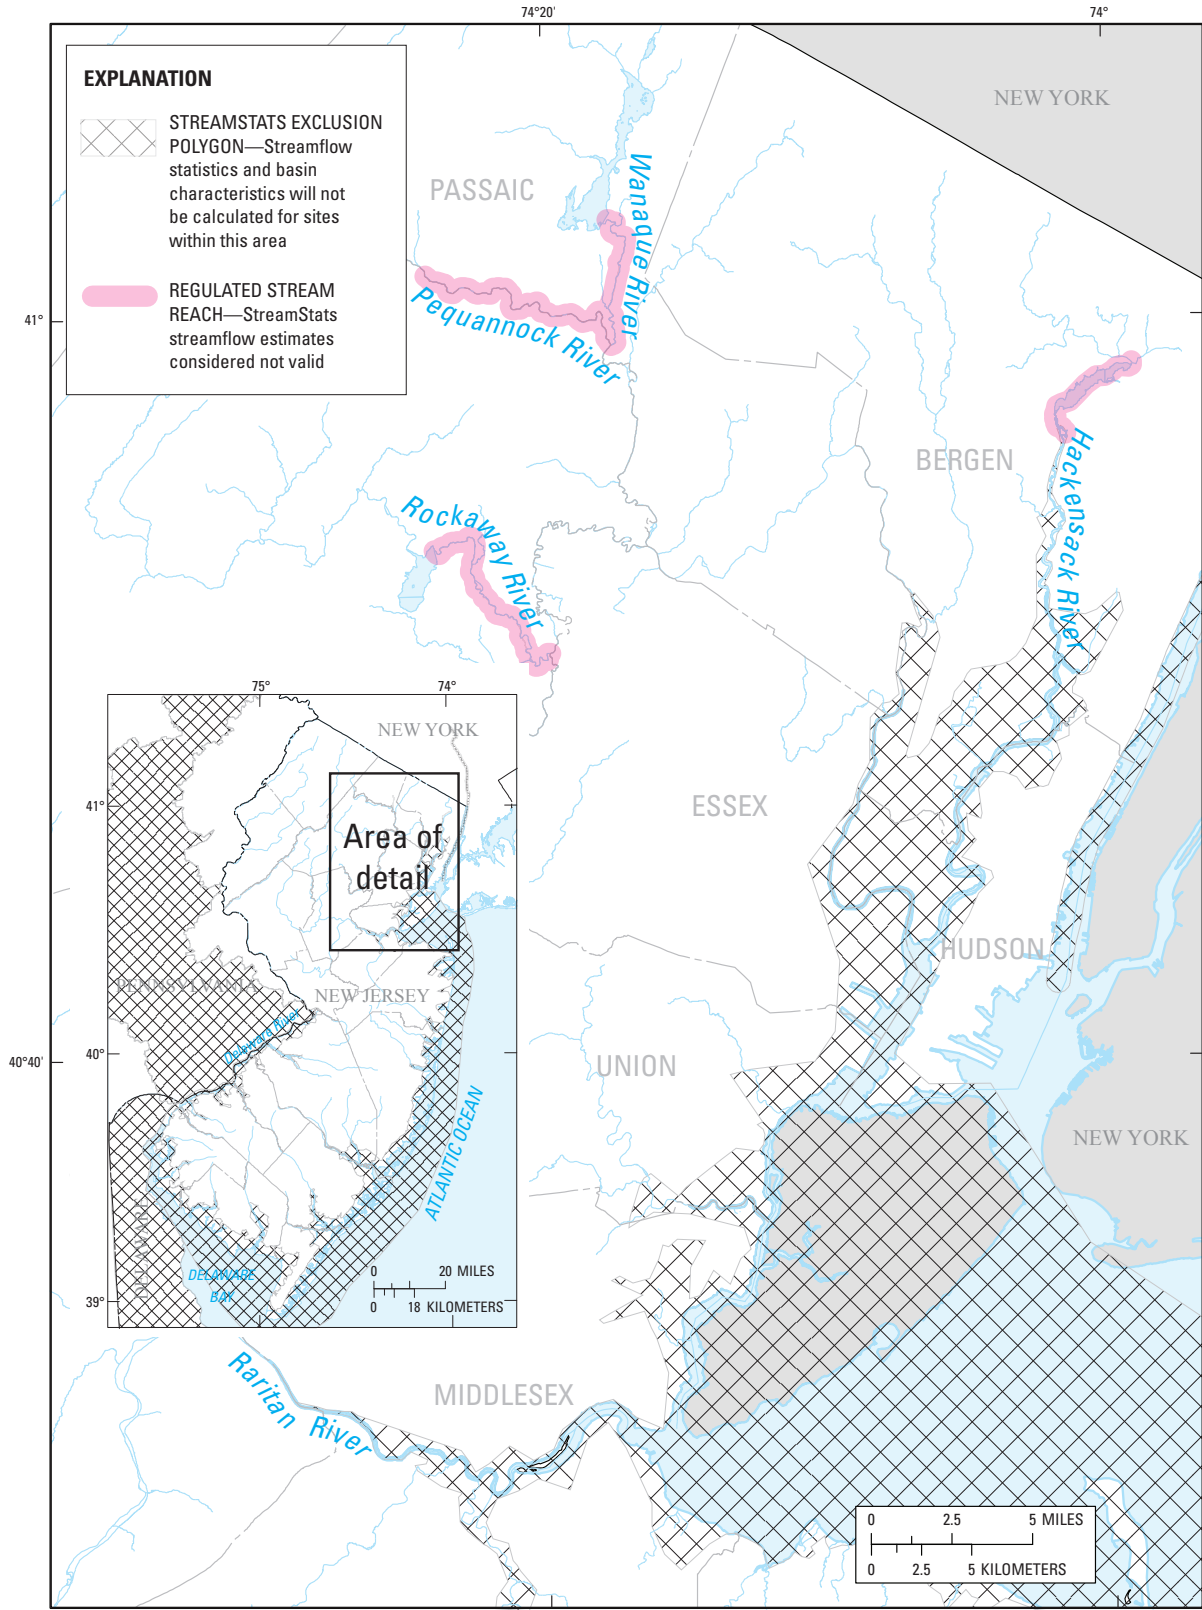 74°20'
74°
EXPLANATION
STREAMSTATS EXCLUSION
POLYGON—Streamflow
statistics and basin
characteristics will not
be calculated for sites
within this area
REGULATED STREAM
REACH—StreamStats
streamflow estimates
considered not valid
NEW YORK
PASSAIC
Wanaque River
41°
Pequannock River
BERGEN
Hackensack River
Rockaway River
75°
74°
NEW YORK
41°
Area of
detail
ESSEX
HUDSON
PENNSYLVANIA
NEW JERSEY
Delaware River
40°
40°40'
UNION
ATLANTIC OCEAN
NEW YORK
DELAWARE
DELAWARE
BAY
0 20 MILES
0 18 KILOMETERS
39°
Raritan River
MIDDLESEX
0 2.5 5 MILES
0 2.5 5 KILOMETERS